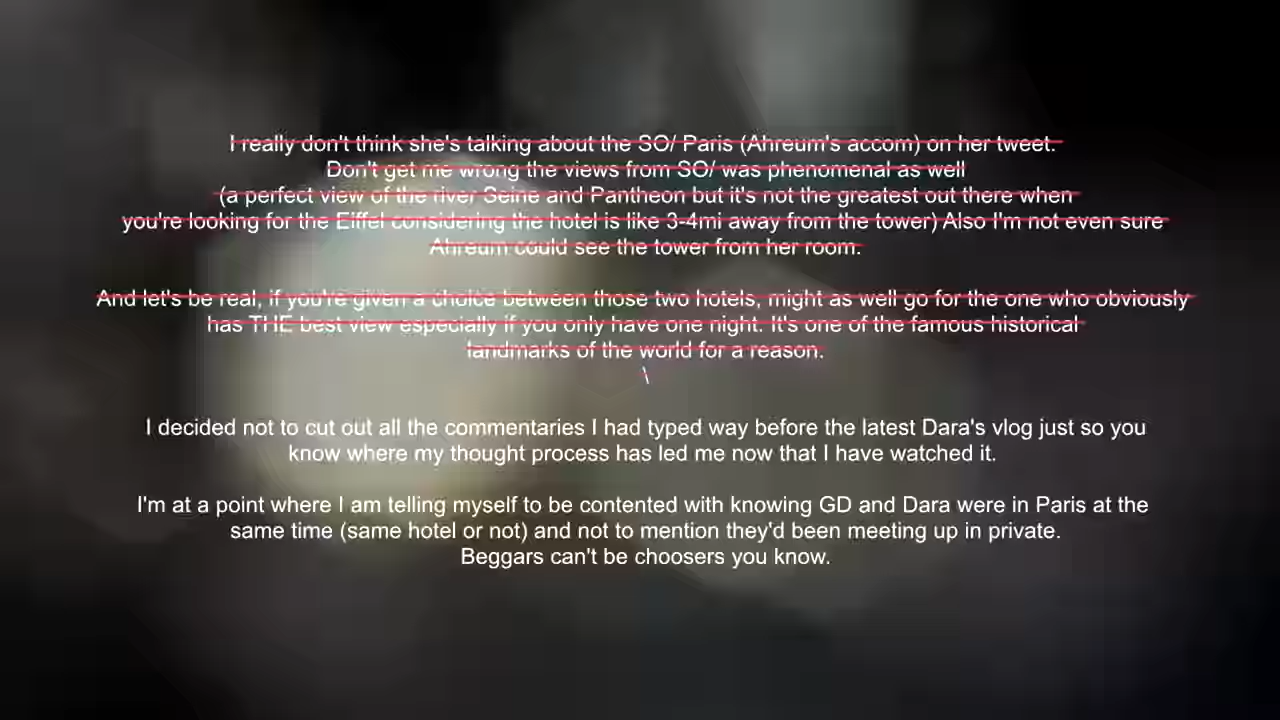 I really don't think she's talking about the SO/ Paris (Ahreum's accom) on her tweet.
Don't get me wrong the views from SO/ was phenomenal as well
(a perfect view of the river Seine and Pantheon but it's not the greatest out there when
you're looking for the Eiffel considering the hotel is like 3-4mi away from the tower) Also I'm not even sure
Ahreum could see the tower from her room.
And let's be real, if you're given a choice between those two hotels, might as well go for the one who obviously
has THE best view especially if you only have one night. It's one of the famous historical
landmarks of the world for a reason.
\
I decided not to cut out all the commentaries I had typed way before the latest Dara's vlog just so you
know where my thought process has led me now that I have watched it.
I'm at a point where I am telling myself to be contented with knowing GD and Dara were in Paris at the
same time (same hotel or not) and not to mention they'd been meeting up in private.
Beggars can't be choosers you know.